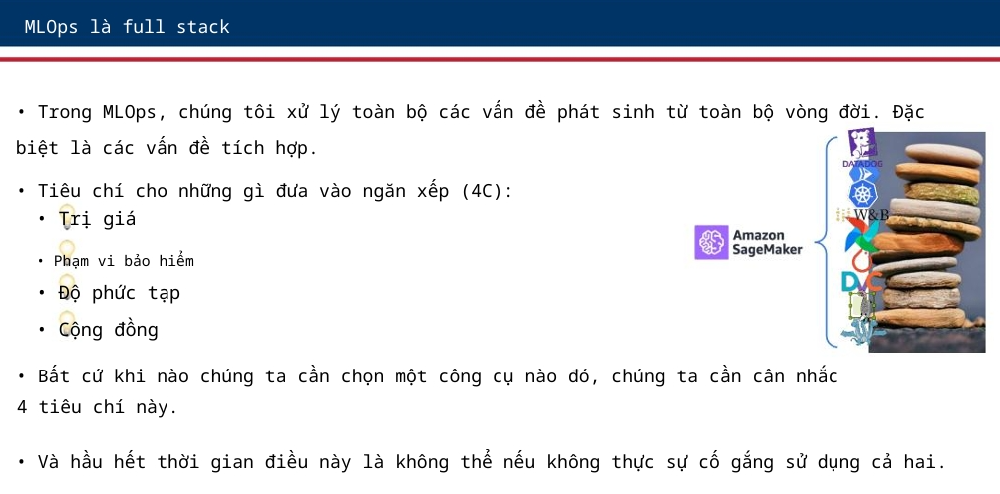 MLOps là full stack
• Trong MLOps, chúng tôi xử lý toàn bộ các vấn đề phát sinh từ toàn bộ vòng đời. Đặc
biệt là các vấn đề tích hợp.
• Tiêu chí cho những gì đưa vào ngăn xếp (4C):
• Trị giá
• Phạm vi bảo hiểm
• Độ phức tạp
• Cộng đồng
DATADOG
W&B
Amazon
SageMaker
DVC
• Bất cứ khi nào chúng ta cần chọn một công cụ nào đó, chúng ta cần cân nhắc
4 tiêu chí này.
• Và hầu hết thời gian điều này là không thể nếu không thực sự cố gắng sử dụng cả hai.